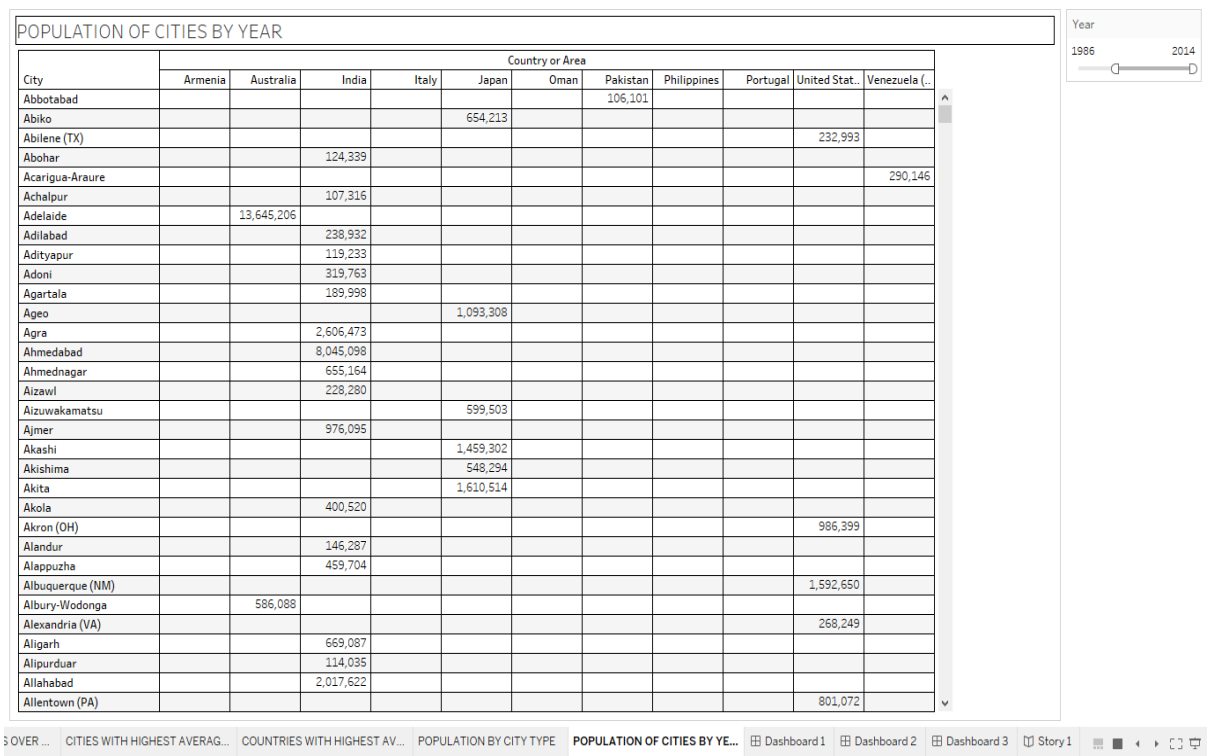 POPULATION OF CITIES BY YEAR
Year
1986 2014
Country or Area
City Armenia Australia India Italy Japan Oman Pakistan Philippines Portugal United Stat.. Venezuela (..
Abbotabad 106,101
Abiko 654,213
Abilene (TX) 232,993
Abohar 124,339
Acarigua-Araure 290,146
Achalpur 107,316
Adelaide 13,645,206
Adilabad 238,932
Adityapur 119,233
Adoni 319,763
Agartala 189,998
Ageo 1,093,308
Agra 2,606,473
Ahmedabad 8,045,098
Ahmednagar 655,164
Aizawl 228,280
Aizuwakamatsu 599,503
Ajmer 976,095
Akashi 1,459,302
Akishima 548,294
Akita 1,610,514
Akola 400,520
Akron (OH) 986,399
Alandur 146,287
Alappuzha 459,704
Albuquerque (NM) 1,592,650
Albury-Wodonga 586,088
Alexandria (VA) 268,249
Aligarh 669,087
Alipurduar 114,035
Allahabad 2,017,622
Allentown (PA) 801,072
S OVER ... CITIES WITH HIGHEST AVERAG... COUNTRIES WITH HIGHEST AV... POPULATION BY CITY TYPE POPULATION OF CITIES BY YE... Dashboard 1 Dashboard 2 Dashboard 3 Story 1